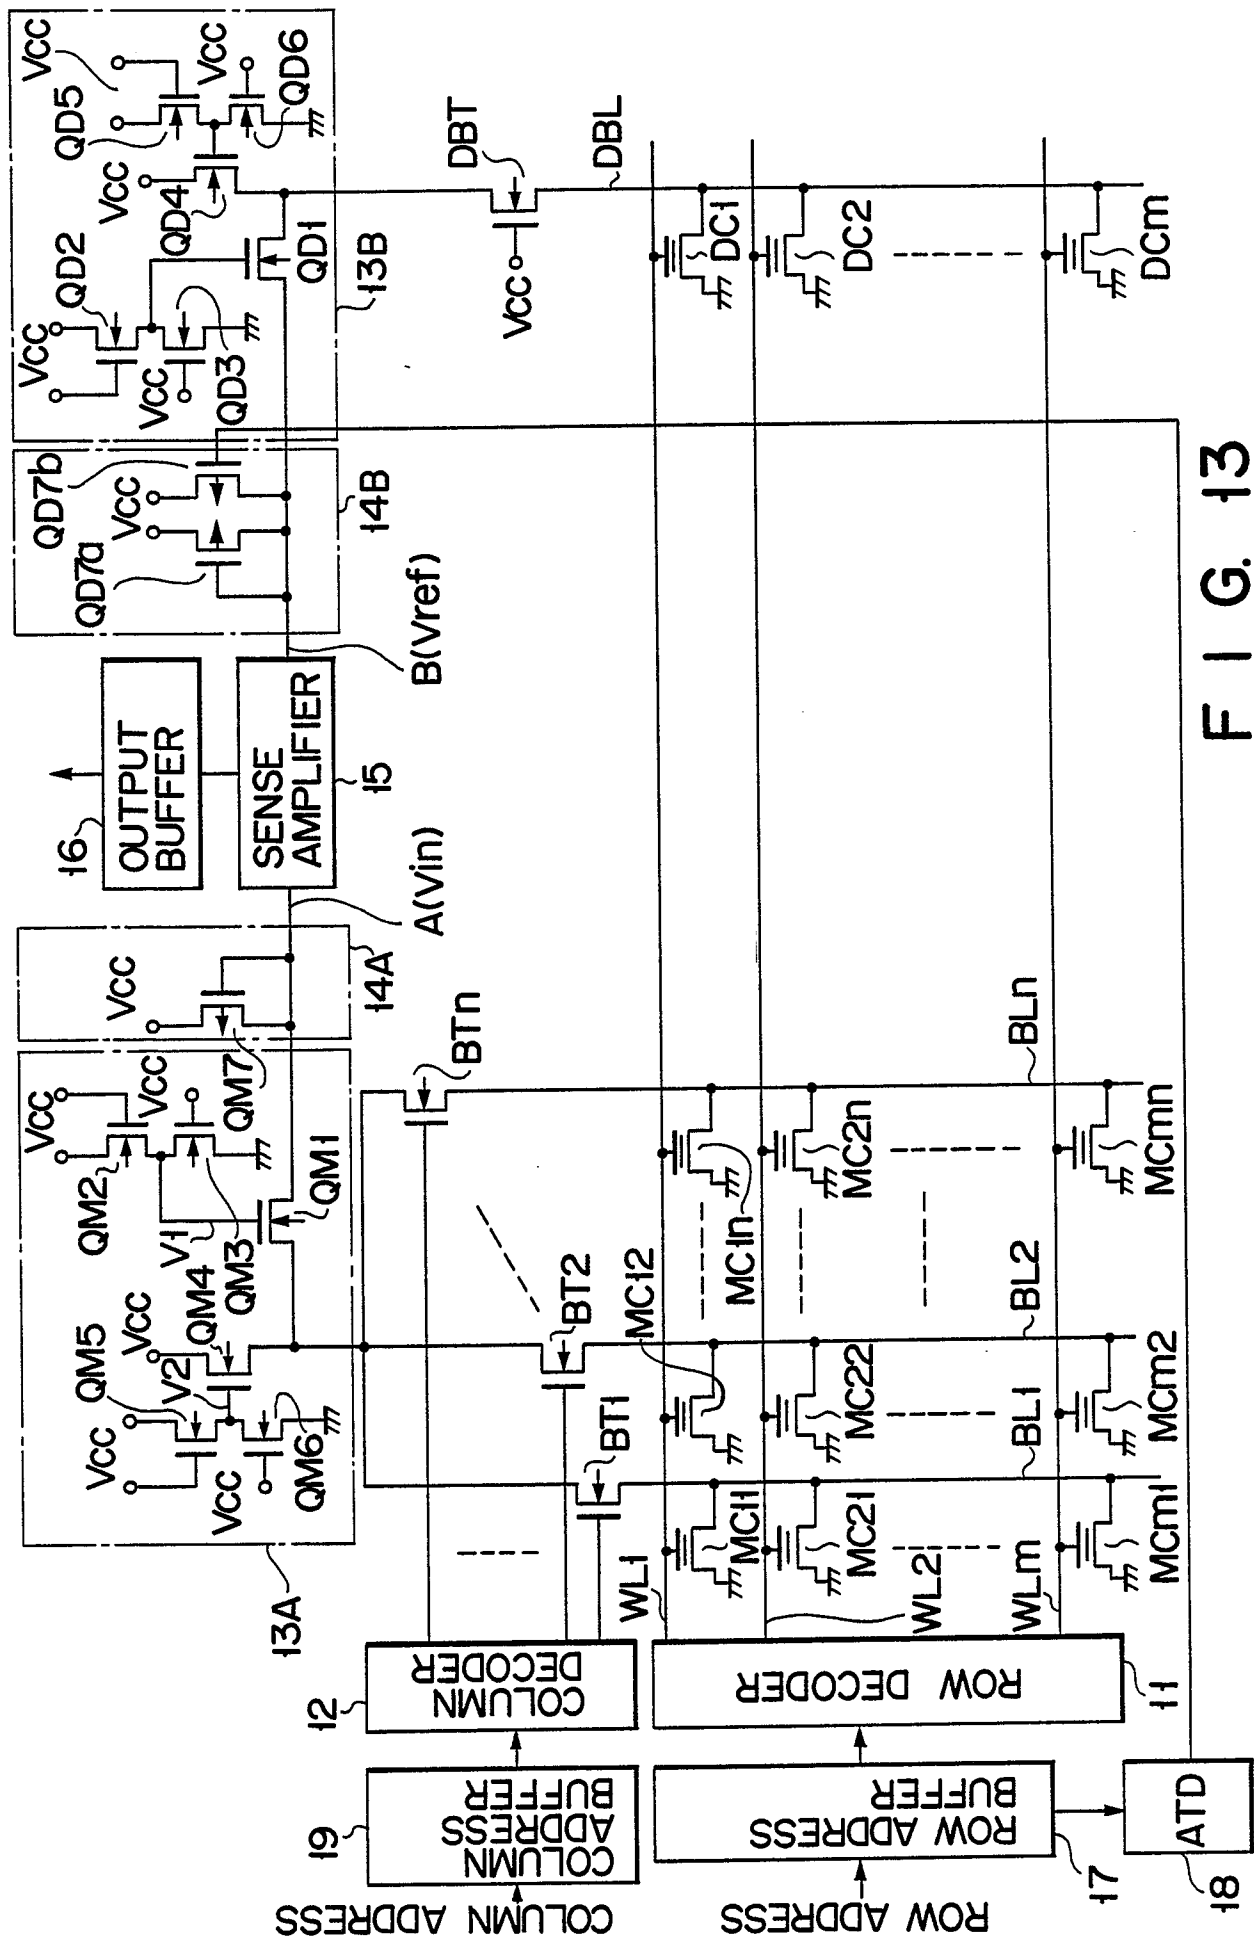 VCC
QD5
VCC
QD6
VCC
QD4
QD2
VCC
QD1
VCC
QD3
13B
DBT
VCC
DBL
DC1
DC2
DCm
QD7b
VCC
QD7a
14B
B(Vref)
OUTPUT
BUFFER
16
SENSE
AMPLIFIER
15
A(Vin)
VCC
14A
QM7
VCC
VCC
QM2
QM3
V1
QM1
VCC
QM4
QM5
V2
VCC
VCC
QM6
13A
BTn
BT2
BT1
BLn
BL2
BL1
MC11
MC12
MC1n
MC21
MC22
MC2n
MCm1
MCm2
MCmn
WL1
WL2
WLm
COLUMN
DECODER
12
ROW DECODER
11
COLUMN
ADDRESS
BUFFER
19
ROW ADDRESS
BUFFER
17
ATD
18
COLUMN ADDRESS
ROW ADDRESS
FIG. 13